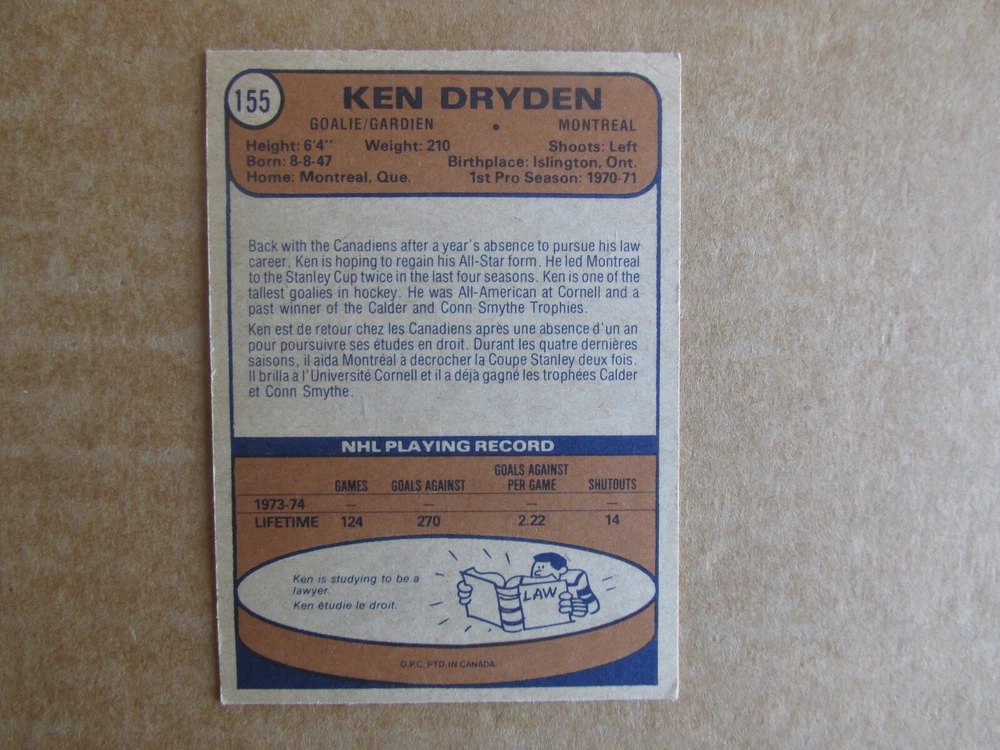 155
KEN DRYDEN
GOALIE/GARDIEN • MONTREAL
Height: 6'4" Weight: 210 Shoots: Left
Born: 8-8-47 Birthplace: Islington, Ont.
Home: Montreal, Que. 1st Pro Season: 1970-71
Back with the Canadiens after a year's absence to pursue his law
career, Ken is hoping to regain his All-Star form. He led Montreal
to the Stanley Cup twice in the last four seasons. Ken is one of the
tallest goalies in hockey. He was All-American at Cornell and a
past winner of the Calder and Conn Smythe Trophies.
Ken est de retour chez les Canadiens après une absence d'un an
pour poursuivre ses études en droit. Durant les quatre dernières
saisons, il aida Montréal à décrocher la Coupe Stanley deux fois.
Il brilla à l'Université Cornell et il a déjà gagné les trophées Calder
et Conn Smythe.
NHL PLAYING RECORD
GAMES GOALS AGAINST GOALS AGAINST PER GAME SHUTOUTS
1973-74 — — — —
LIFETIME 124 270 2.22 14
Ken is studying to be a
lawyer.
Ken étudie le droit.
LAW
O.P.C. PTD. IN CANADA